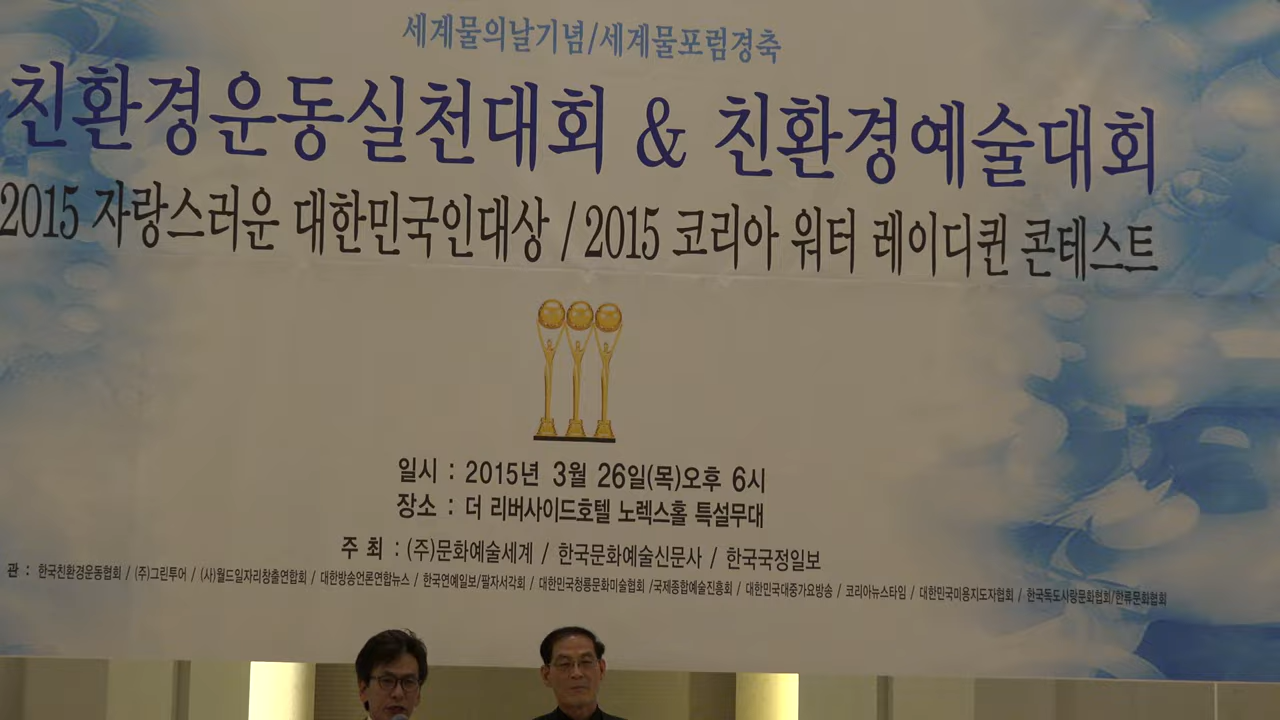 세계물의날기념/세계물포럼경축
친환경운동실천대회 & 친환경예술대회
2015 자랑스러운 대한민국인대상 / 2015 코리아 워터 레이디퀸 콘테스트
일시 : 2015년 3월 26일(목)오후 6시
장소 : 더 리버사이드호텔 노렉스홀 특설무대
주 최 : (주)문화예술세계 / 한국문화예술신문사 / 한국국정일보
관 : 한국친환경운동협회 / (주)그린투어 / (사)월드일자리창출연합회 / 대한방송언론연합뉴스 / 한국연예일보/팔자서각회 / 대한민국청룡문화미술협회 /국제종합예술진흥회 / 대한민국대중가요방송 / 코리아뉴스타임 / 대한민국미용지도자협회 / 한국독도사랑문화협회/한류문화협회